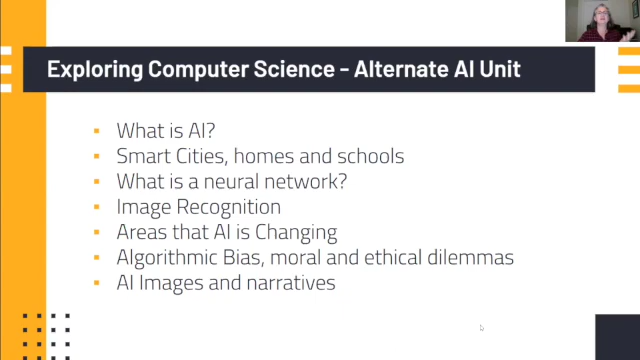 Exploring Computer Science - Alternate AI Unit
What is AI?
Smart Cities, homes and schools
What is a neural network?
Image Recognition
Areas that AI is Changing
Algorithmic Bias, moral and ethical dilemmas
AI Images and narratives